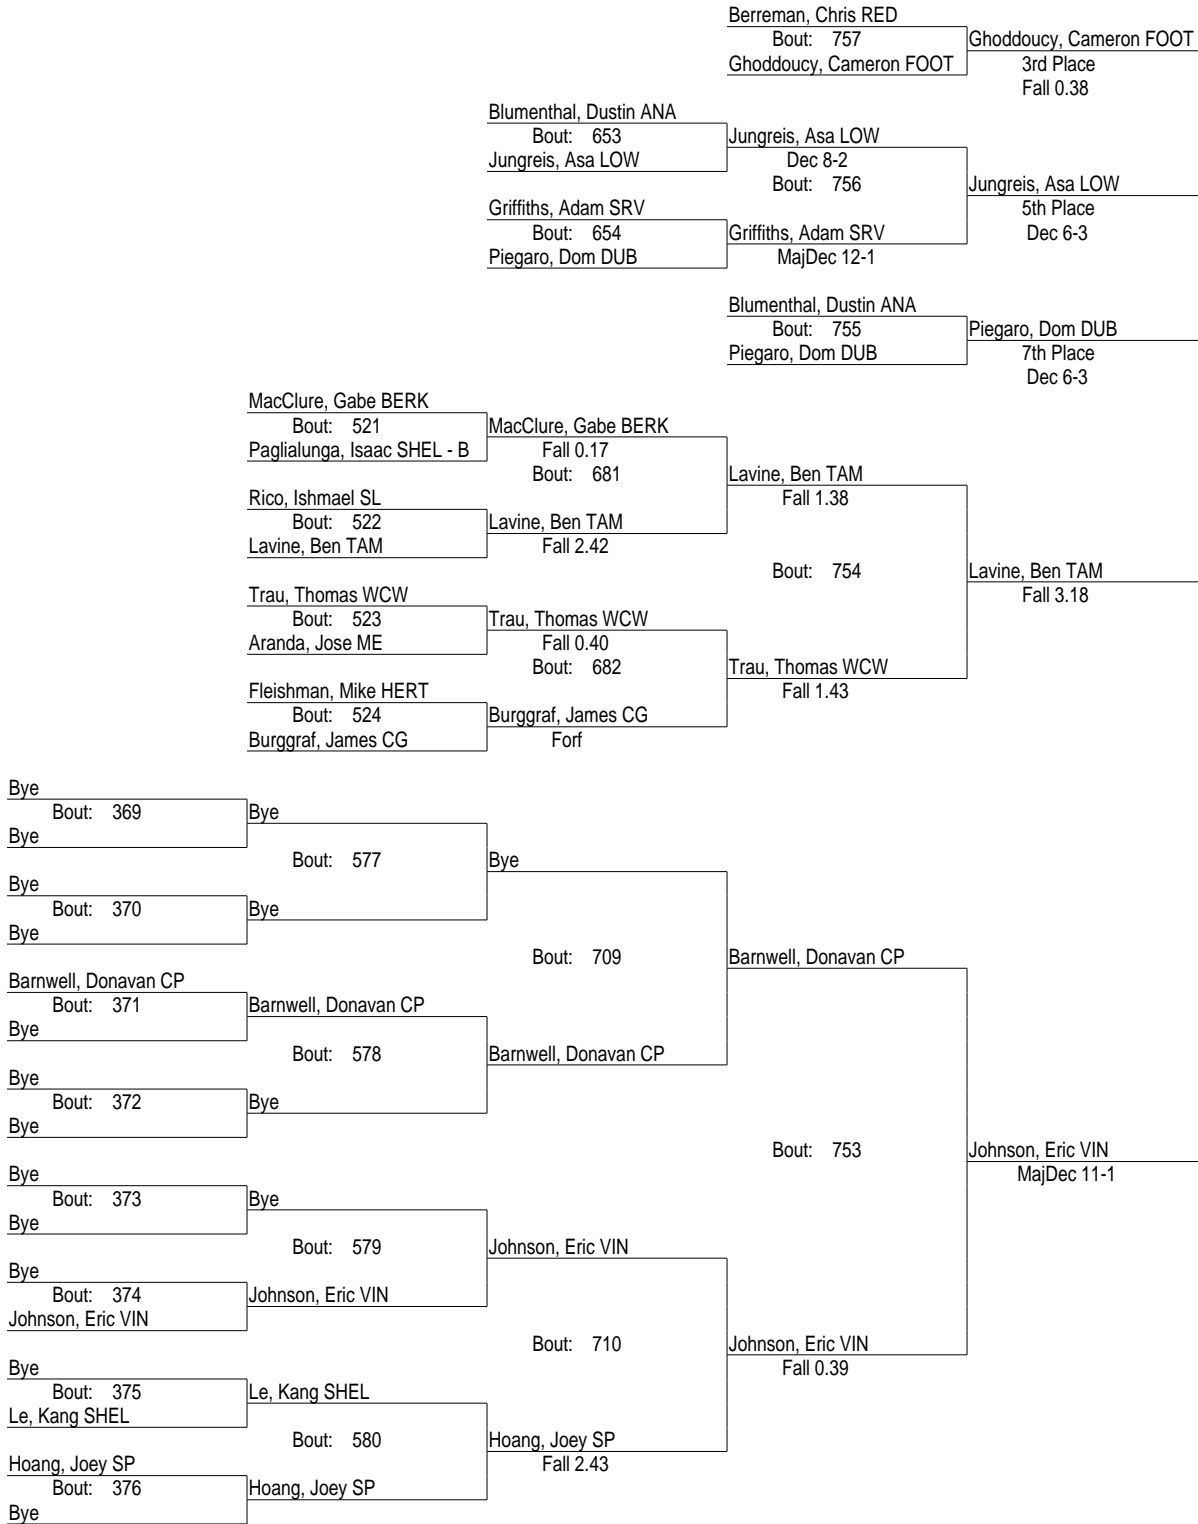 Berreman, Chris RED
Bout: 757
Ghoddoucy, Cameron FOOT
Ghoddoucy, Cameron FOOT
3rd Place
Fall 0.38
Blumenthal, Dustin ANA
Bout: 653
Jungreis, Asa LOW
Jungreis, Asa LOW
Dec 8-2
Bout: 756
Jungreis, Asa LOW
5th Place
Dec 6-3
Griffiths, Adam SRV
Bout: 654
Piegaro, Dom DUB
Griffiths, Adam SRV
MajDec 12-1
Blumenthal, Dustin ANA
Bout: 755
Piegaro, Dom DUB
Piegaro, Dom DUB
7th Place
Dec 6-3
MacClure, Gabe BERK
Bout: 521
Paglialunga, Isaac SHEL - B
MacClure, Gabe BERK
Fall 0.17
Bout: 681
Lavine, Ben TAM
Fall 1.38
Rico, Ishmael SL
Bout: 522
Lavine, Ben TAM
Lavine, Ben TAM
Fall 2.42
Bout: 754
Lavine, Ben TAM
Fall 3.18
Trau, Thomas WCW
Bout: 523
Aranda, Jose ME
Trau, Thomas WCW
Fall 0.40
Bout: 682
Trau, Thomas WCW
Fall 1.43
Fleishman, Mike HERT
Bout: 524
Burggraf, James CG
Burggraf, James CG
Forf
Bye
Bout: 369
Bye
Bye
Bout: 577
Bye
Bye
Bout: 370
Bye
Bye
Bout: 709
Barnwell, Donavan CP
Barnwell, Donavan CP
Bout: 371
Bye
Barnwell, Donavan CP
Bout: 578
Barnwell, Donavan CP
Bye
Bout: 372
Bye
Bye
Bout: 753
Johnson, Eric VIN
MajDec 11-1
Bye
Bout: 373
Bye
Bye
Bout: 579
Johnson, Eric VIN
Bye
Bout: 374
Johnson, Eric VIN
Johnson, Eric VIN
Bout: 710
Johnson, Eric VIN
Fall 0.39
Bye
Bout: 375
Le, Kang SHEL
Le, Kang SHEL
Bout: 580
Hoang, Joey SP
Fall 2.43
Hoang, Joey SP
Bout: 376
Bye
Hoang, Joey SP